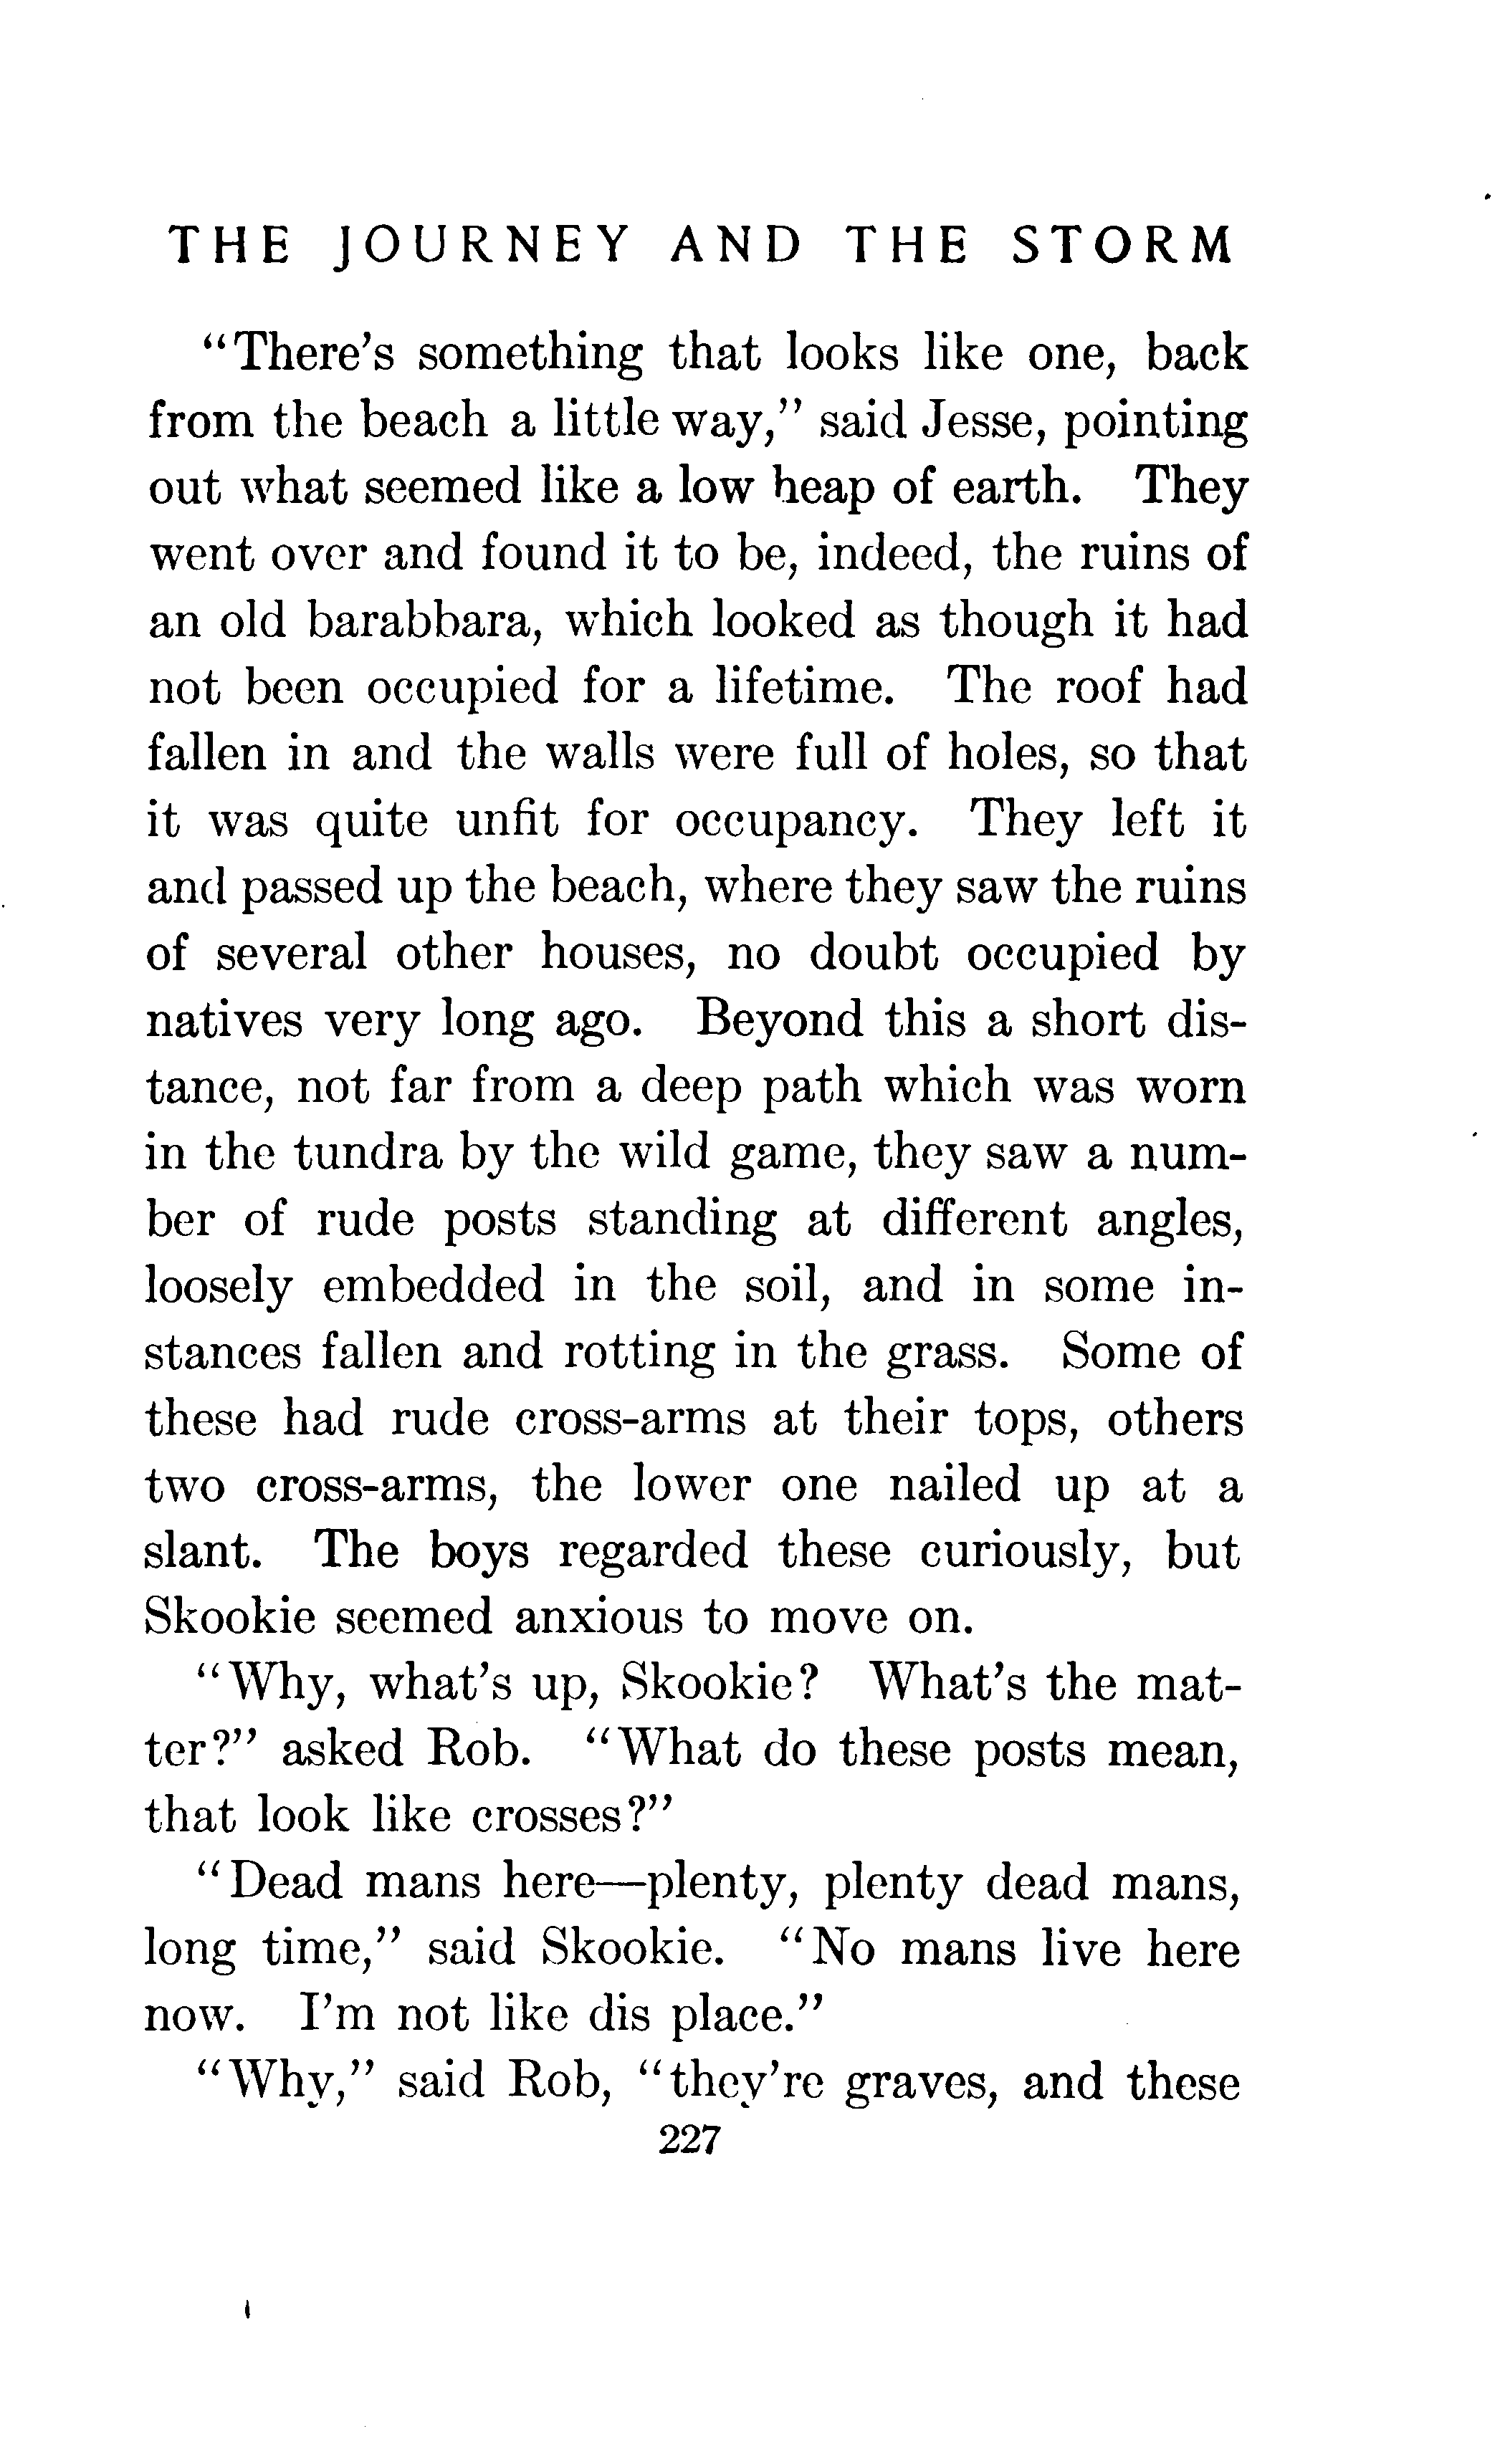 THE JOURNEY AND THE STORM
"There's something that looks like one, back
from the beach a little way," said Jesse, pointing
out what seemed like a low heap of earth. They
went over and found it to be, indeed, the ruins of
an old barabbara, which looked as though it had
not been occupied for a lifetime. The roof had
fallen in and the walls were full of holes, so that
it was quite unfit for occupancy. They left it
and passed up the beach, where they saw the ruins
of several other houses, no doubt occupied by
natives very long ago. Beyond this a short dis-
tance, not far from a deep path which was worn
in the tundra by the wild game, they saw a num-
ber of rude posts standing at different angles,
loosely embedded in the soil, and in some in-
stances fallen and rotting in the grass. Some of
these had rude cross-arms at their tops, others
two cross-arms, the lower one nailed up at a
slant. The boys regarded these curiously, but
Skookie seemed anxious to move on.
"Why, what's up, Skookie? What's the mat-
ter?" asked Rob. "What do these posts mean,
that look like crosses?"
"Dead mans here—plenty, plenty dead mans,
long time," said Skookie. "No mans live here
now. I'm not like dis place."
"Why," said Rob, "they're graves, and these
227